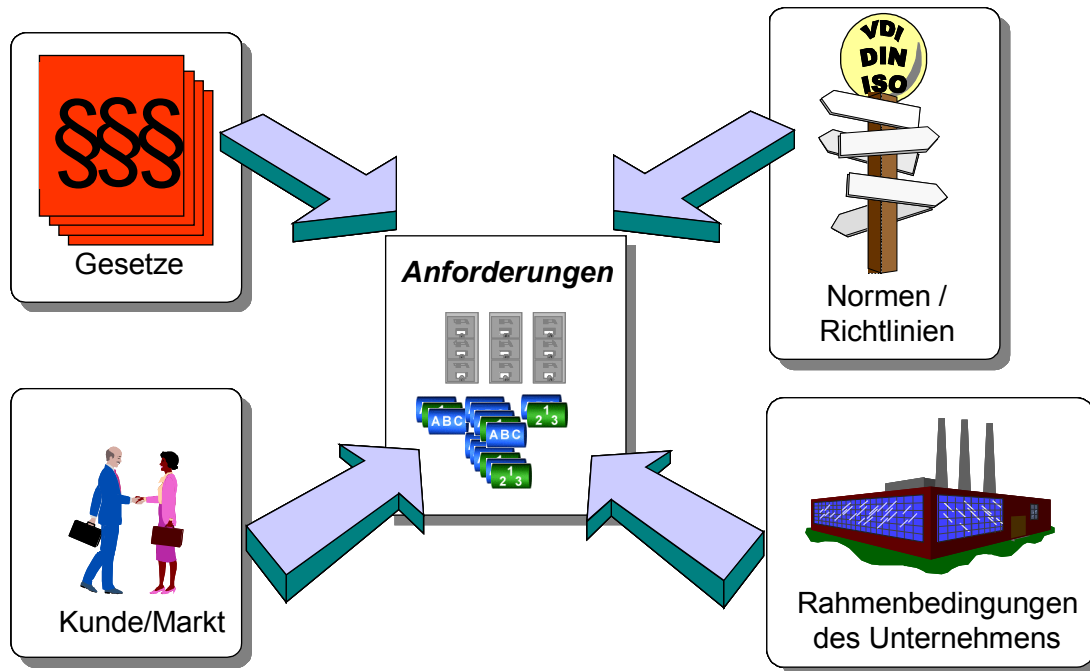 §§§
§§§
Gesetze
VDI
DIN
ISO
Normen /
Richtlinien
Anforderungen
1
ABC
1
2 3
ABC
1
2 3
Kunde/Markt
Rahmenbedingungen
des Unternehmens